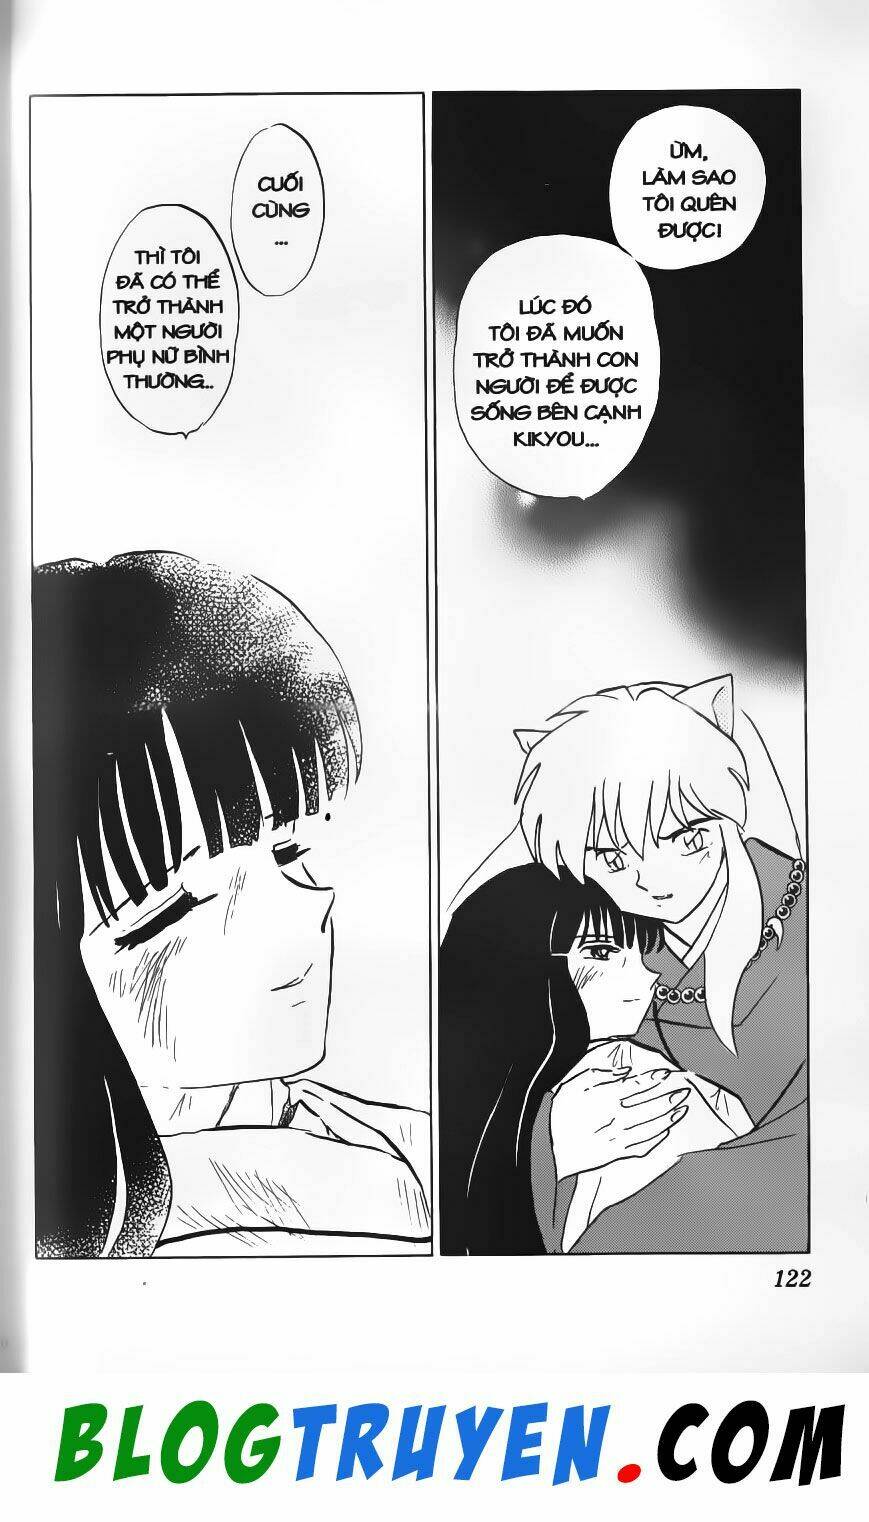 ỪM,
LÀM SAO
TÔI QUÊN
ĐƯỢC!
LÚC ĐÓ
TÔI ĐÃ MUỐN
TRỞ THÀNH CON
NGƯỜI ĐỂ ĐƯỢC
SỐNG BÊN CẠNH
KIKYOU...
CUỐI
CÙNG
...
THÌ TÔI
ĐÃ CÓ THỂ
TRỞ THÀNH
MỘT NGƯỜI
PHỤ NỮ BÌNH
THƯỜNG..
122
BLOGTRUYEN.COM